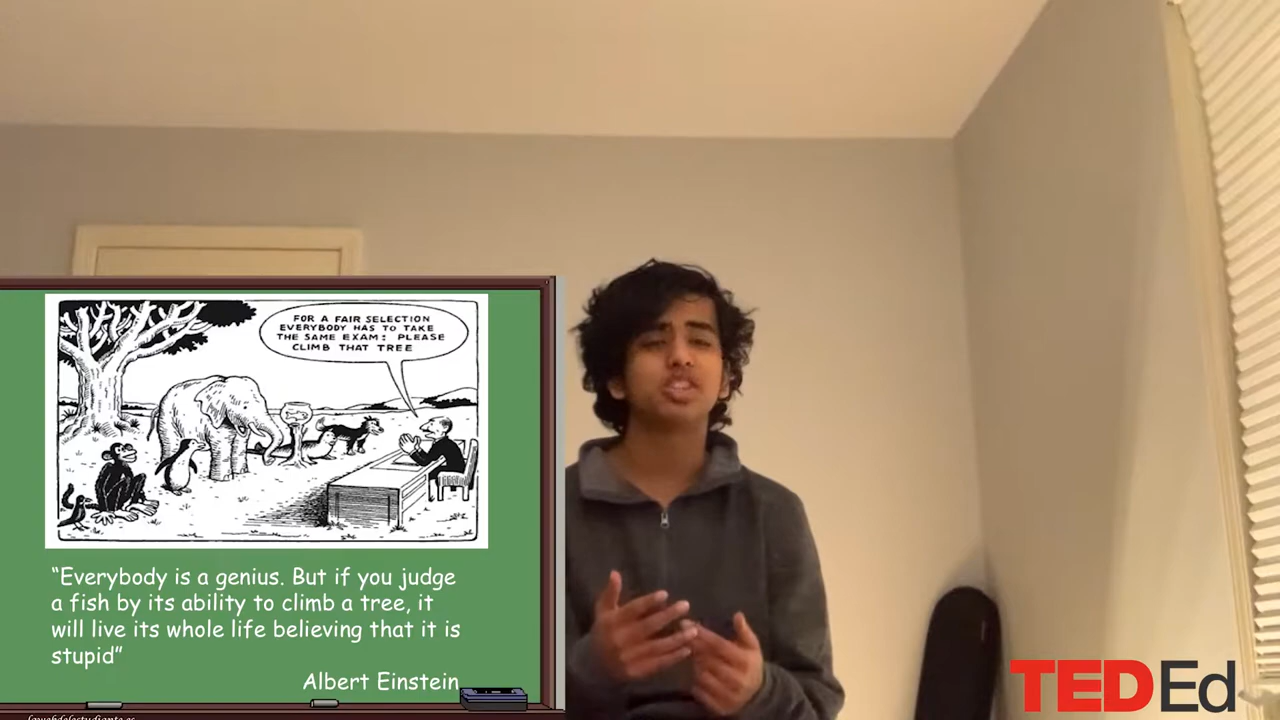 FOR A FAIR SELECTION
EVERYBODY HAS TO TAKE
THE SAME EXAM: PLEASE
CLIMB THAT TREE
“Everybody is a genius. But if you judge
a fish by its ability to climb a tree, it
will live its whole life believing that it is
stupid”
Albert Einstein
TEDEd